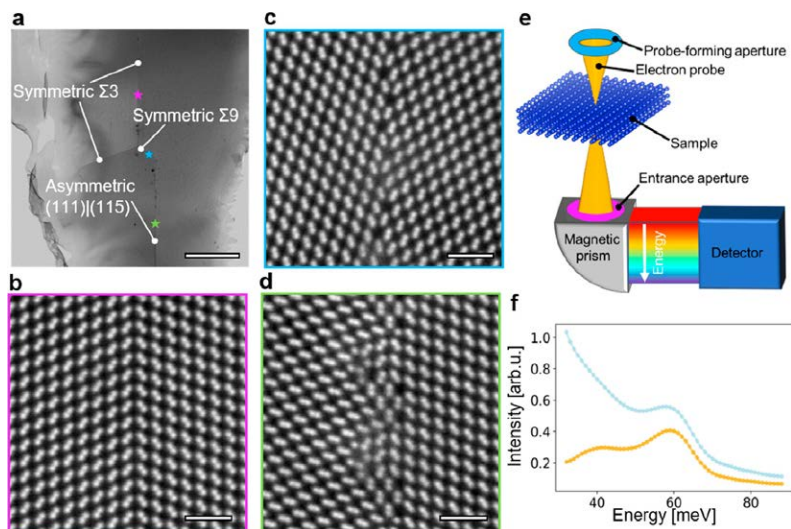 a
Symmetric Σ3
Symmetric Σ9
Asymmetric
(111)|(115)
b
c
d
e
Probe-forming aperture
Electron probe
Sample
Entrance aperture
Magnetic
prism
Energy
Detector
f
Intensity [arb.u.]
1.0
0.8
0.6
0.4
0.2
40
60
80
Energy [meV]